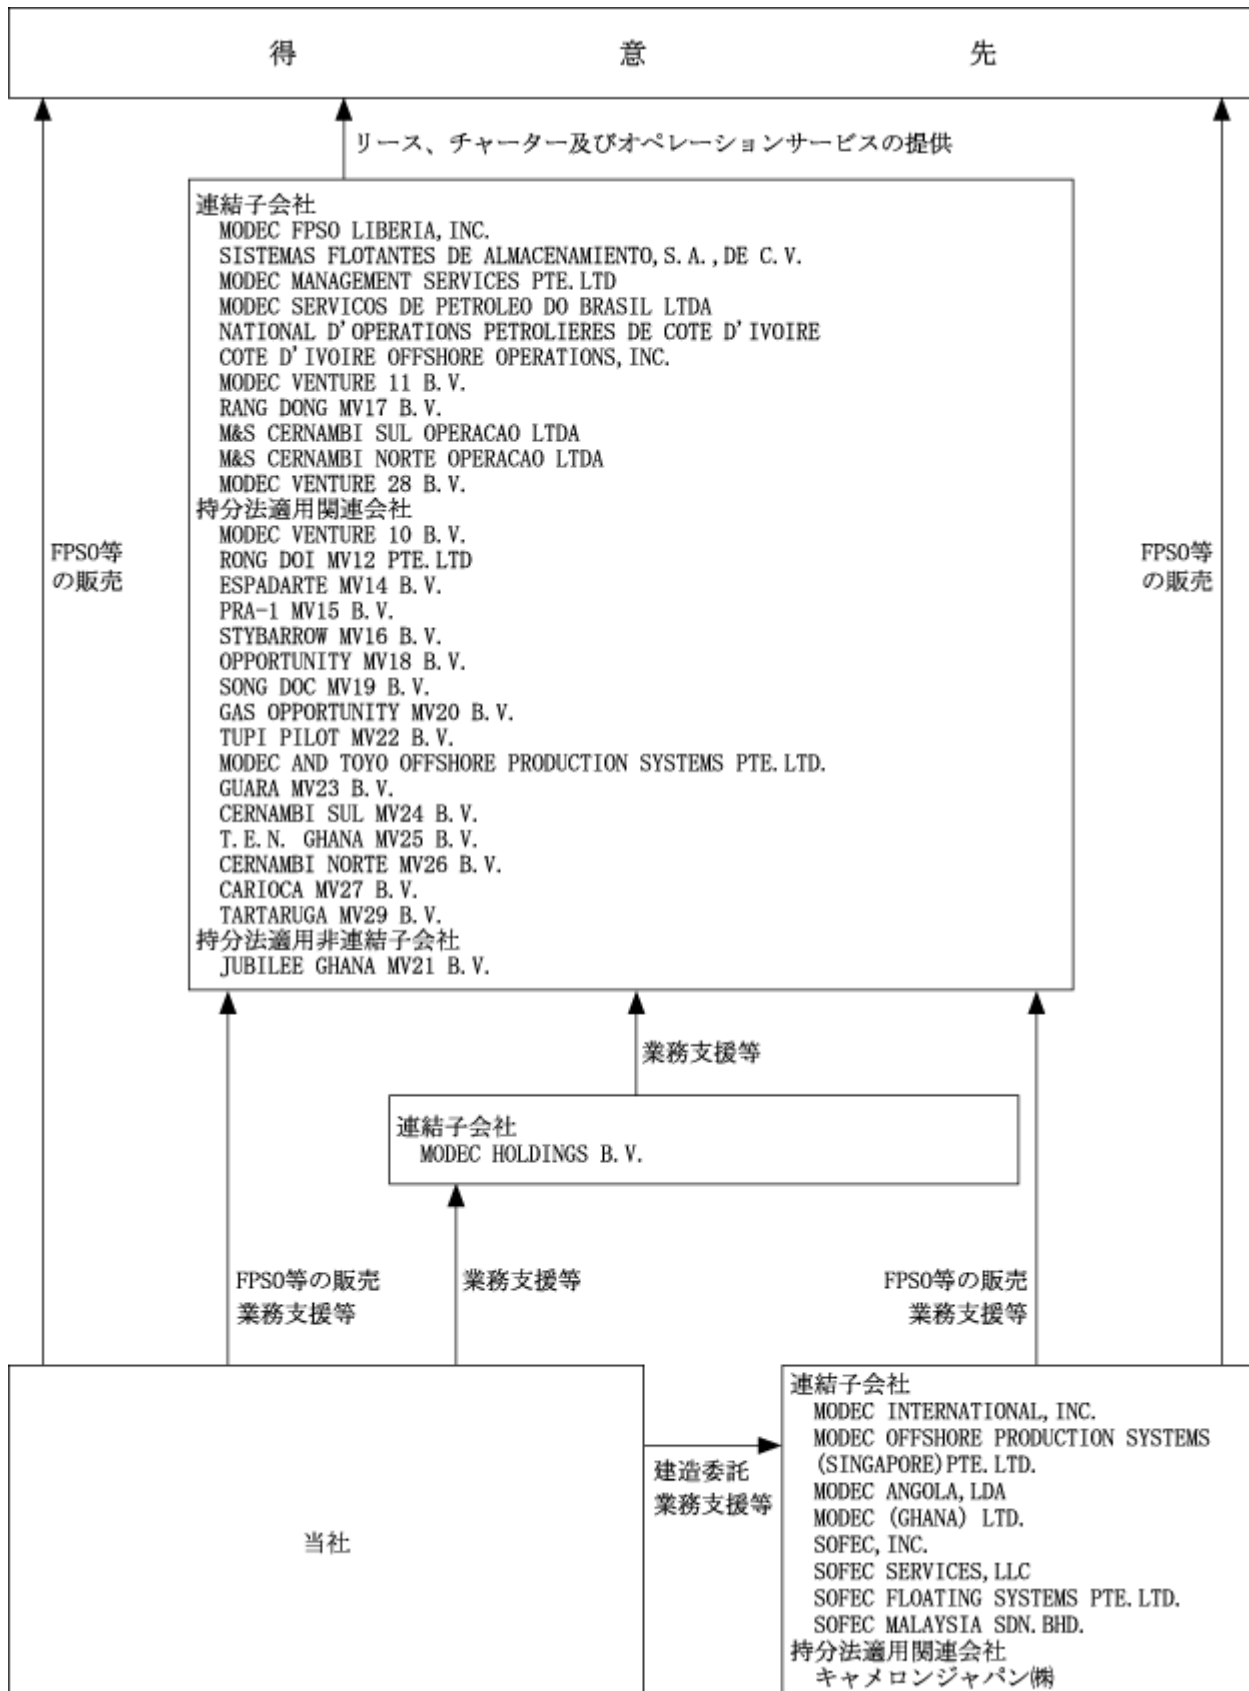 得意先
リース、チャーター及びオペレーションサービスの提供
連結子会社
MODEC FPSO LIBERIA,INC.
SISTEMAS FLOTANTES DE ALMACENAMIENTO,S.A.,DE C.V.
MODEC MANAGEMENT SERVICES PTE.LTD
MODEC SERVICOS DE PETROLEO DO BRASIL LTDA
NATIONAL D'OPERATIONS PETROLIERES DE COTE D'IVOIRE
COTE D'IVOIRE OFFSHORE OPERATIONS,INC.
MODEC VENTURE 11 B.V.
RANG DONG MV17 B.V.
M&S CERNAMBI SUL OPERACAO LTDA
M&S CERNAMBI NORTE OPERACAO LTDA
MODEC VENTURE 28 B.V.
持分法適用関連会社
MODEC VENTURE 10 B.V.
RONG DOI MV12 PTE.LTD
ESPADARTE MV14 B.V.
PRA-1 MV15 B.V.
STYBARROW MV16 B.V.
OPPORTUNITY MV18 B.V.
SONG DOC MV19 B.V.
GAS OPPORTUNITY MV20 B.V.
TUPI PILOT MV22 B.V.
MODEC AND TOYO OFFSHORE PRODUCTION SYSTEMS PTE.LTD.
GUARA MV23 B.V.
CERNAMBI SUL MV24 B.V.
T.E.N. GHANA MV25 B.V.
CERNAMBI NORTE MV26 B.V.
CARIOCA MV27 B.V.
TARTARUGA MV29 B.V.
持分法適用非連結子会社
JUBILEE GHANA MV21 B.V.
FPSO等
の販売
FPSO等
の販売
業務支援等
連結子会社
MODEC HOLDINGS B.V.
FPSO等の販売
業務支援等
業務支援等
FPSO等の販売
業務支援等
当社
建造委託
業務支援等
連結子会社
MODEC INTERNATIONAL,INC.
MODEC OFFSHORE PRODUCTION SYSTEMS
(SINGAPORE)PTE.LTD.
MODEC ANGOLA,LDA
MODEC (GHANA) LTD.
SOFEC,INC.
SOFEC SERVICES,LLC
SOFEC FLOATING SYSTEMS PTE.LTD.
SOFEC MALAYSIA SDN.BHD.
持分法適用関連会社
キャメロンジャパン㈱